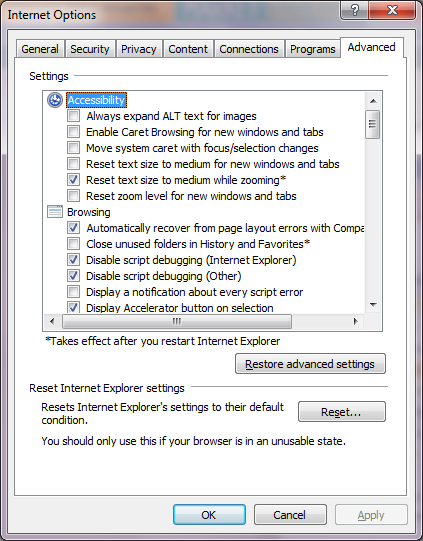 Internet Options
General Security Privacy Content Connections Programs Advanced
Settings
Accessibility
Always expand ALT text for images
Enable Caret Browsing for new windows and tabs
Move system caret with focus/selection changes
Reset text size to medium for new windows and tabs
Reset text size to medium while zooming*
Reset zoom level for new windows and tabs
Browsing
Automatically recover from page layout errors with Compa
Close unused folders in History and Favorites*
Disable script debugging (Internet Explorer)
Disable script debugging (Other)
Display a notification about every script error
Display Accelerator button on selection
*Takes effect after you restart Internet Explorer
Restore advanced settings
Reset Internet Explorer settings
Resets Internet Explorer's settings to their default
condition.
Reset...
You should only use this if your browser is in an unusable state.
OK Cancel Apply